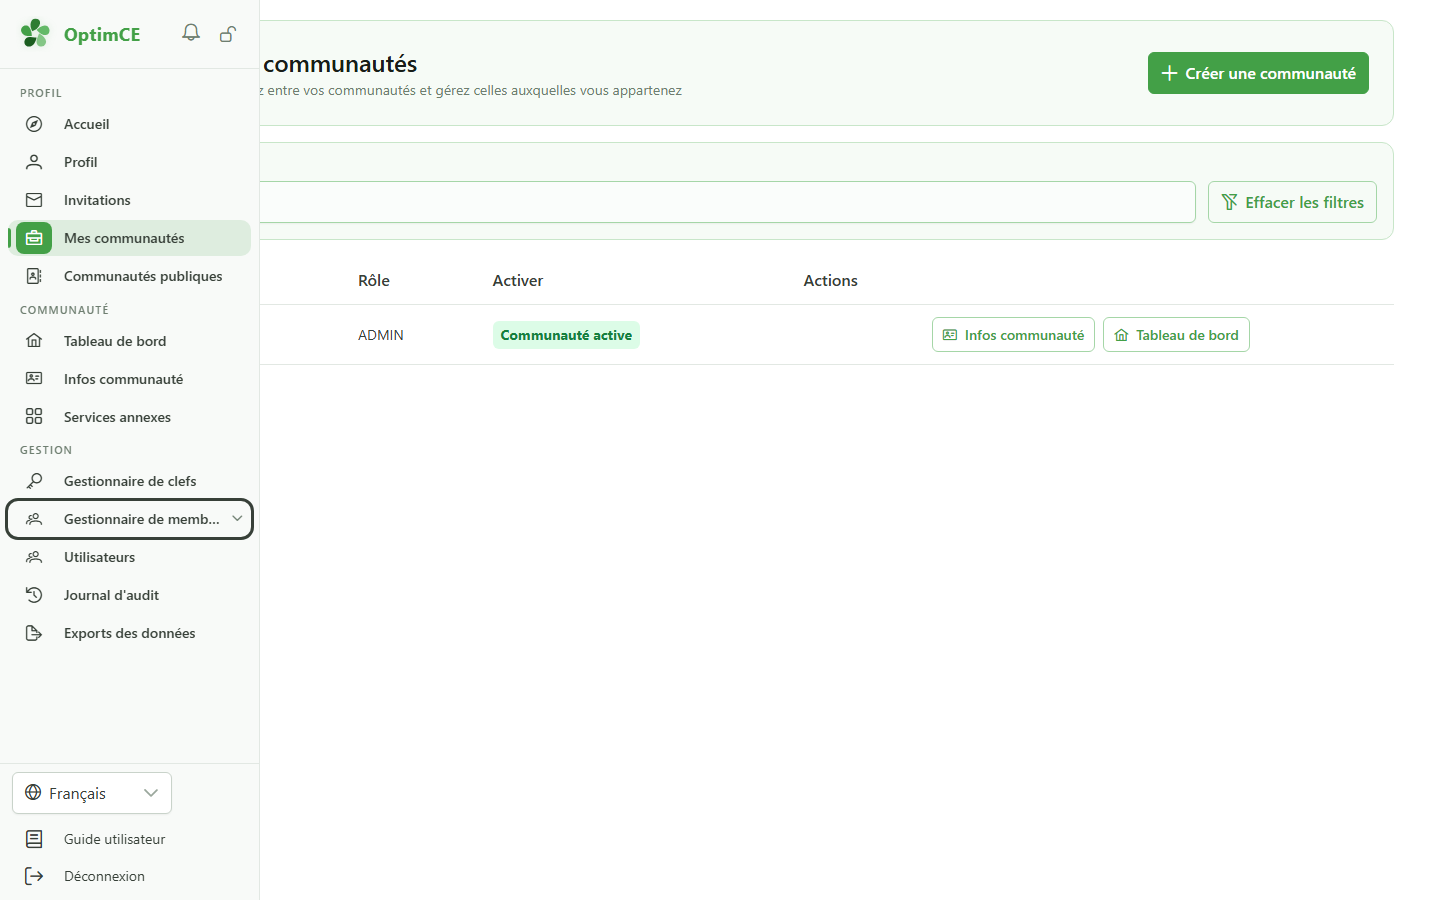 OptimCE
PROFIL
Accueil
Profil
Invitations
Mes communautés
Communautés publiques
COMMUNAUTÉ
Tableau de bord
Infos communauté
Services annexes
GESTION
Gestionnaire de clefs
Gestionnaire de memb...
Utilisateurs
Journal d'audit
Exports des données
Français
Guide utilisateur
Déconnexion
communautés
entre vos communautés et gérez celles auxquelles vous appartenez
Créer une communauté
Effacer les filtres
Rôle Activer Actions
ADMIN Communauté active Infos communauté Tableau de bord